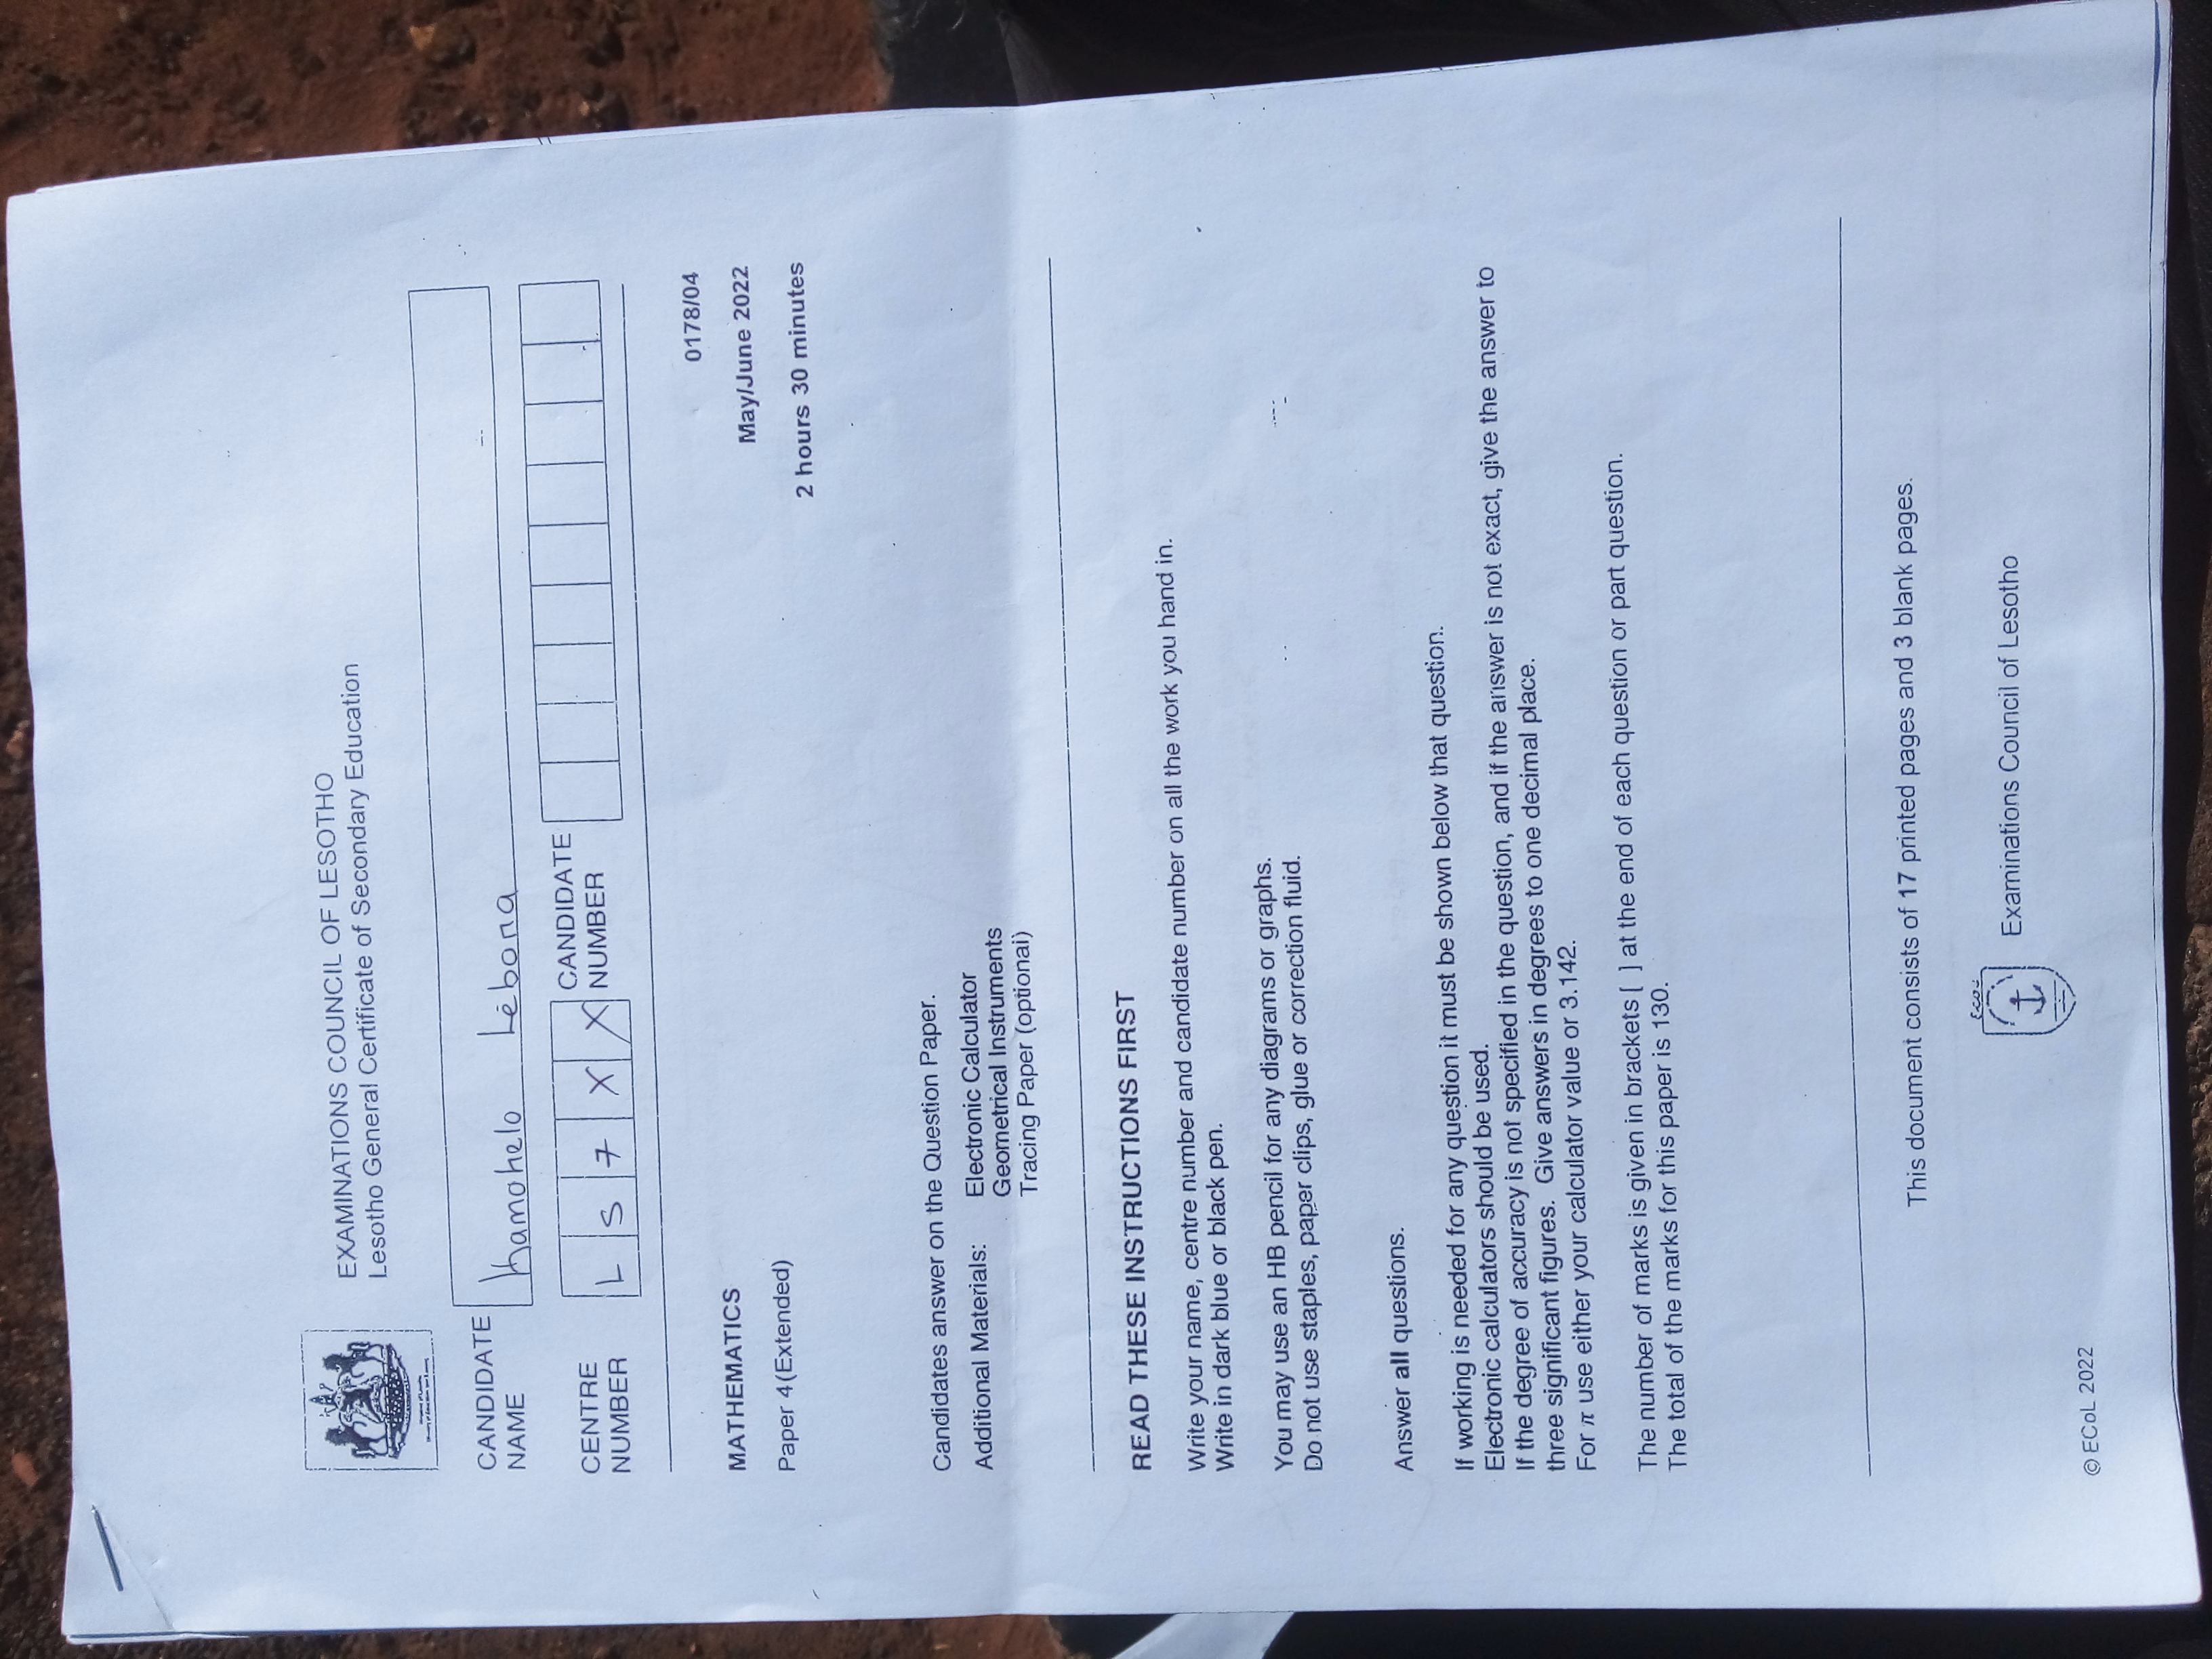 EXAMINATIONS COUNCIL OF LESOTHO
Lesotho General Certificate of Secondary Education
CANDIDATE NAME
Kamohelo Lebona
CENTRE NUMBER
L S 7 X X
CANDIDATE NUMBER
0178/04
MATHEMATICS
May/June 2022
Paper 4(Extended)
2 hours 30 minutes
Candidates answer on the Question Paper.
Additional Materials: Electronic Calculator
Geometrical Instruments
Tracing Paper (optional)
READ THESE INSTRUCTIONS FIRST
Write your name, centre number and candidate number on all the work you hand in.
Write in dark blue or black pen.
You may use an HB pencil for any diagrams or graphs.
Do not use staples, paper clips, glue or correction fluid.
Answer all questions.
If working is needed for any question it must be shown below that question.
Electronic calculators should be used.
If the degree of accuracy is not specified in the question, and if the answer is not exact, give the answer to
three significant figures. Give answers in degrees to one decimal place.
For π use either your calculator value or 3.142.
The number of marks is given in brackets [ ] at the end of each question or part question.
The total of the marks for this paper is 130.
This document consists of 17 printed pages and 3 blank pages.
Examinations Council of Lesotho
© ECoL 2022